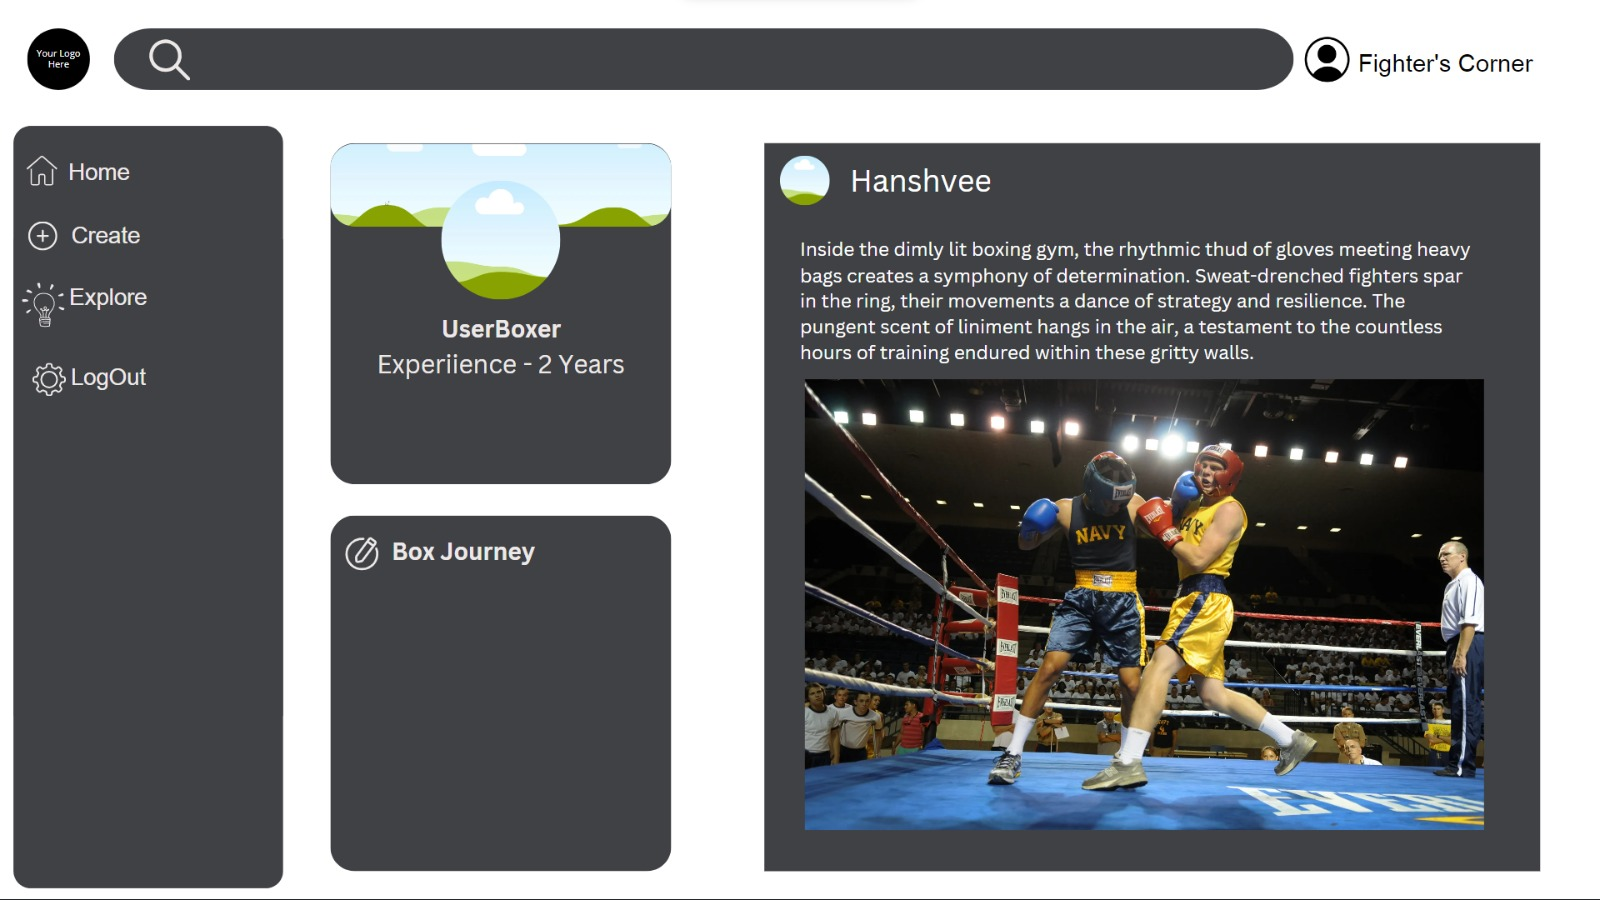 Your Logo
Here
Fighter's Corner
Home
Create
Explore
LogOut
UserBoxer
Experiience - 2 Years
Box Journey
Hanshvee
Inside the dimly lit boxing gym, the rhythmic thud of gloves meeting heavy
bags creates a symphony of determination. Sweat-drenched fighters spar
in the ring, their movements a dance of strategy and resilience. The
pungent scent of liniment hangs in the air, a testament to the countless
hours of training endured within these gritty walls.
NAVY
EVERLAST
EVERLAST
EVERLAST